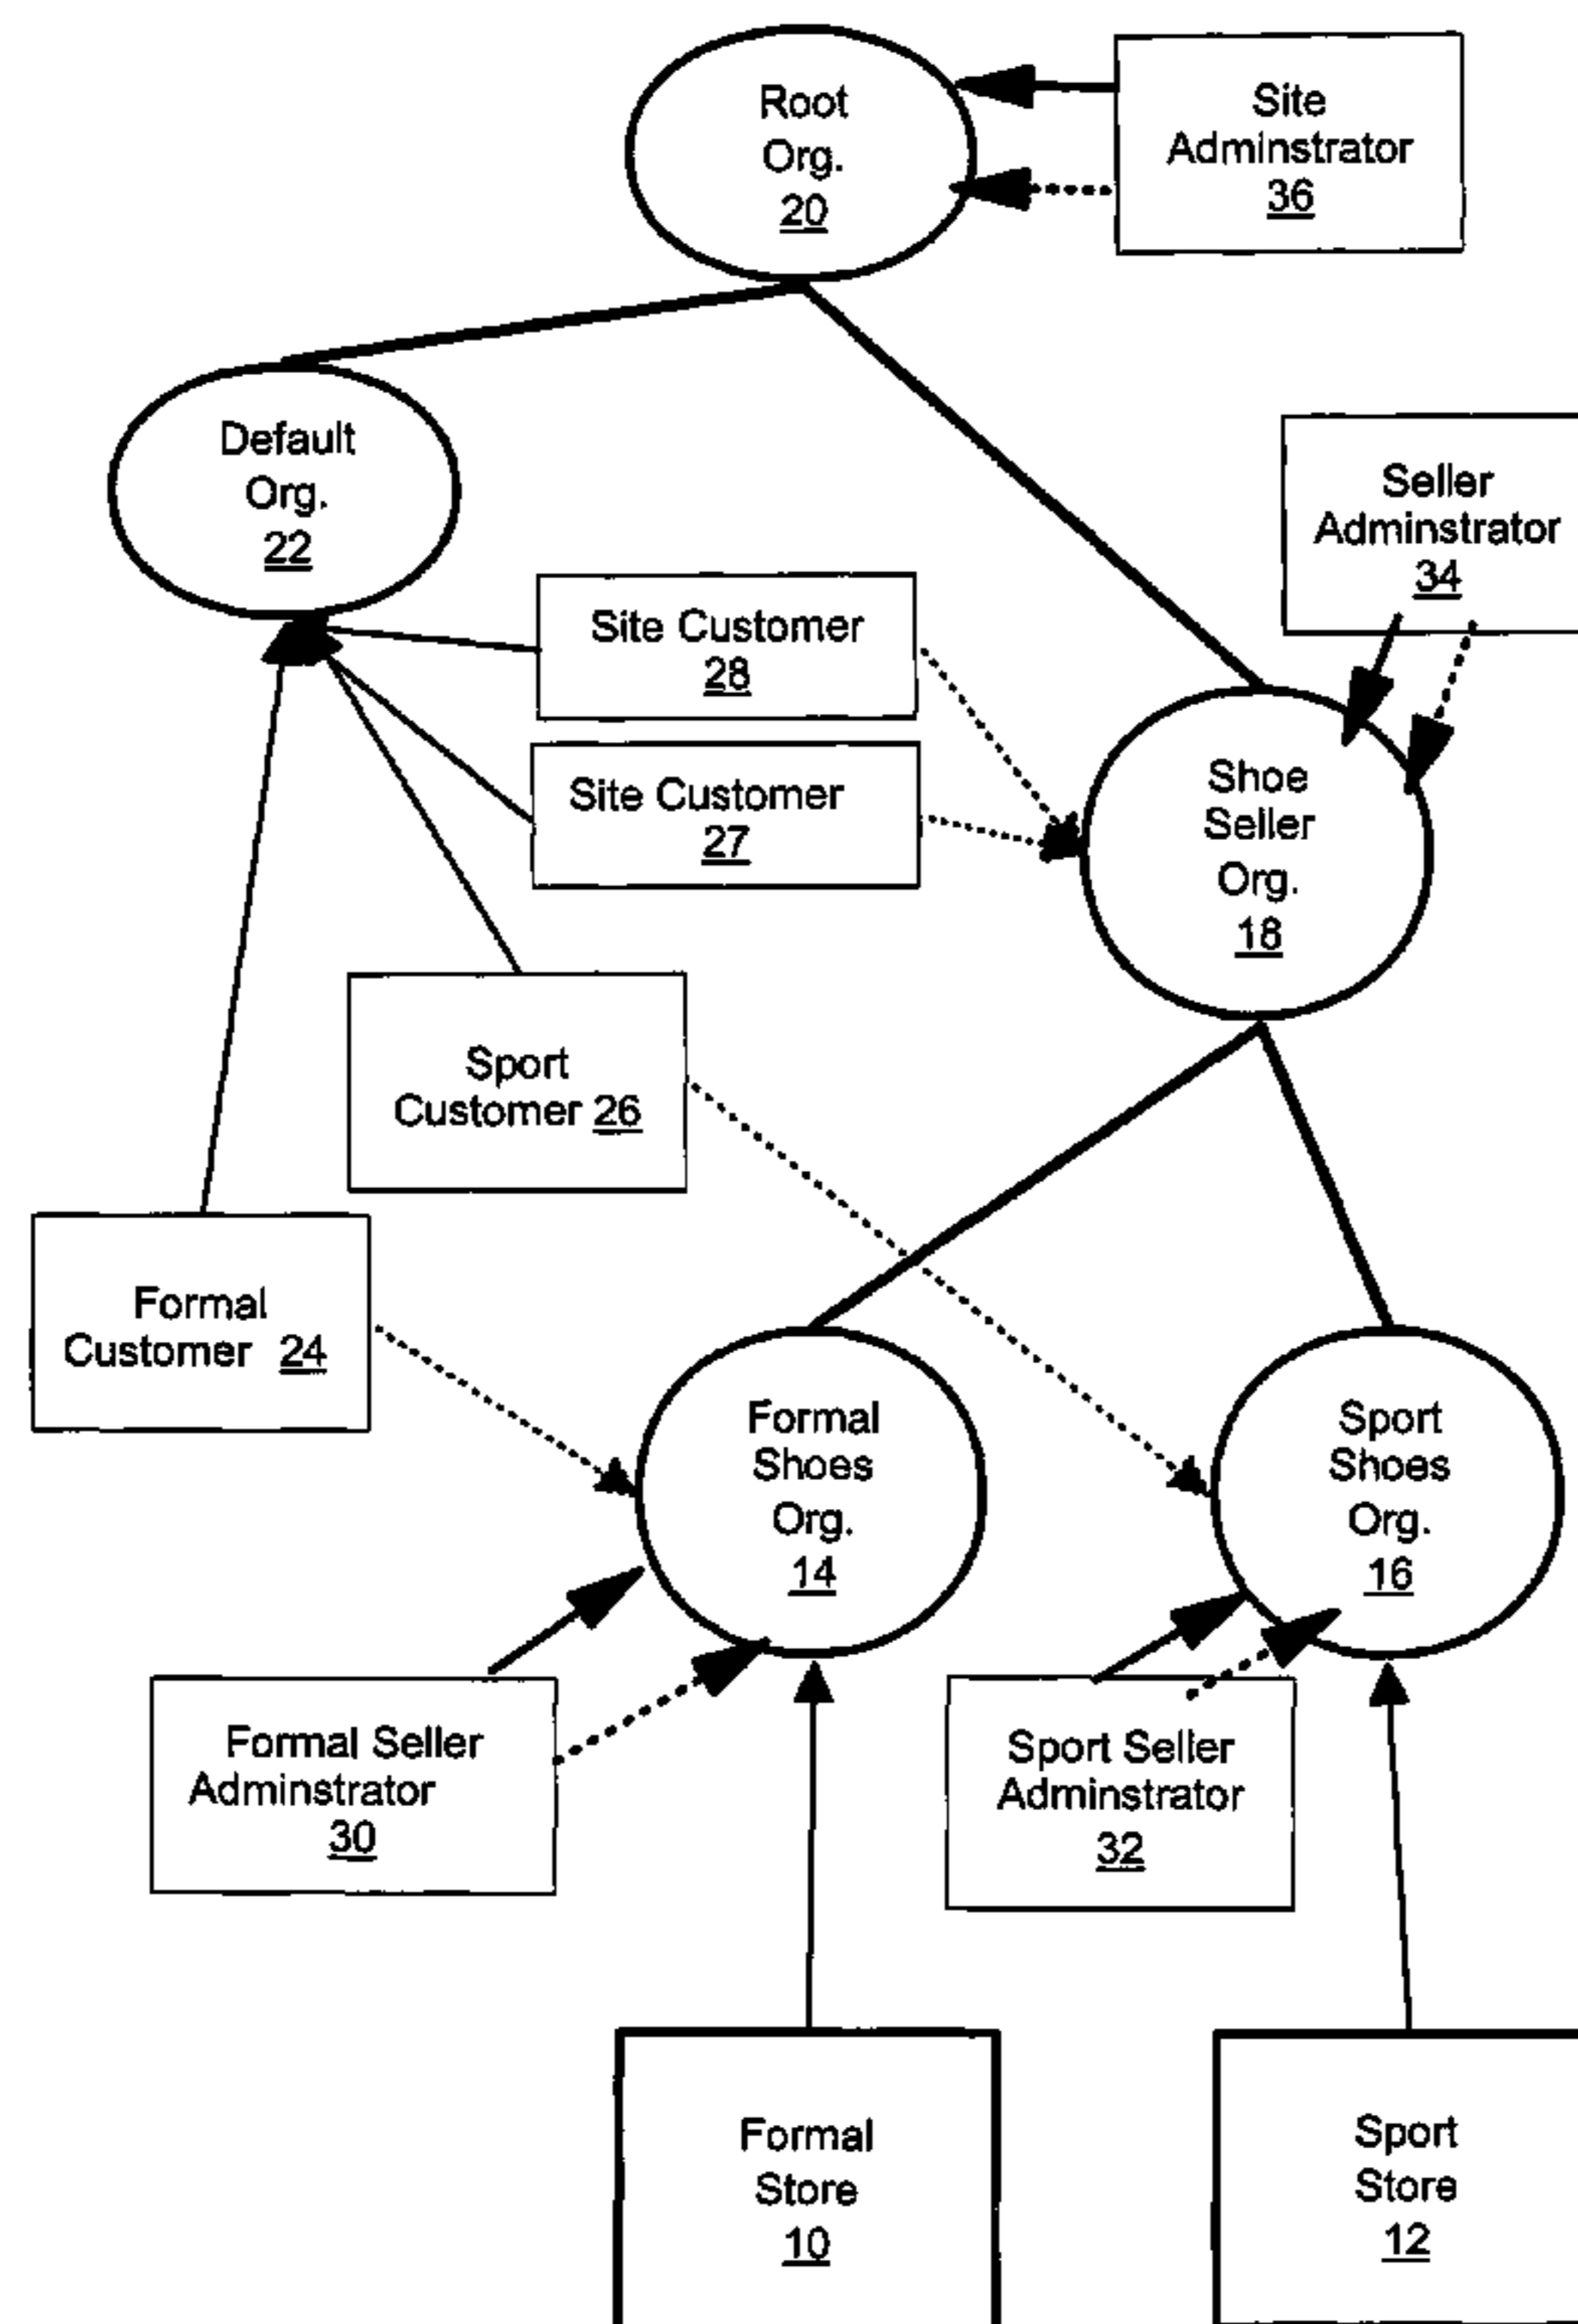 Root
Org.
20
Site
Adminstrator
36
Default
Org.
22
Seller
Adminstrator
34
Site Customer
28
Site Customer
27
Shoe
Seller
Org.
18
Sport
Customer 26
Formal
Customer 24
Formal
Shoes
Org.
14
Sport
Shoes
Org.
16
Formal Seller
Adminstrator
30
Sport Seller
Adminstrator
32
Formal
Store
10
Sport
Store
12